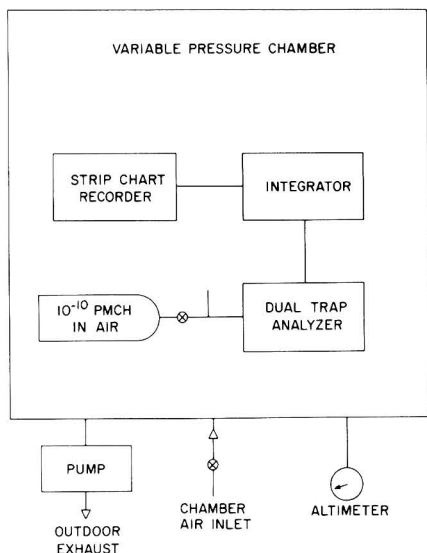 VARIABLE PRESSURE CHAMBER
STRIP CHART
RECORDER
INTEGRATOR
10⁻¹⁰ PMCH
IN AIR
DUAL TRAP
ANALYZER
PUMP
OUTDOOR
EXHAUST
CHAMBER
AIR INLET
ALTIMETER